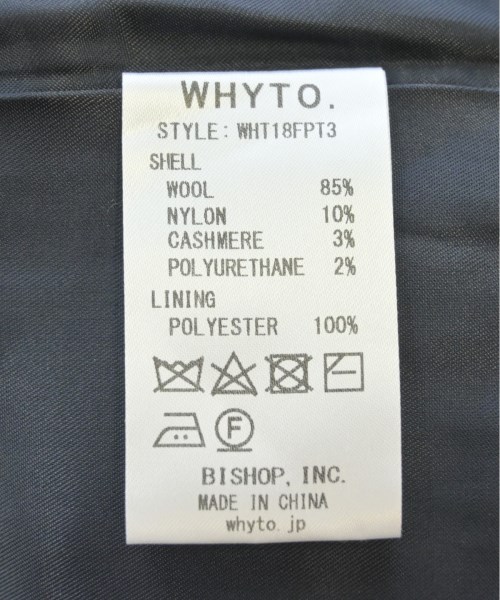 WHYTO.
STYLE: WHT18FPT3
SHELL
WOOL 85%
NYLON 10%
CASHMERE 3%
POLYURETHANE 2%
LINING
POLYESTER 100%
F
BISHOP, INC.
MADE IN CHINA
whyto.jp